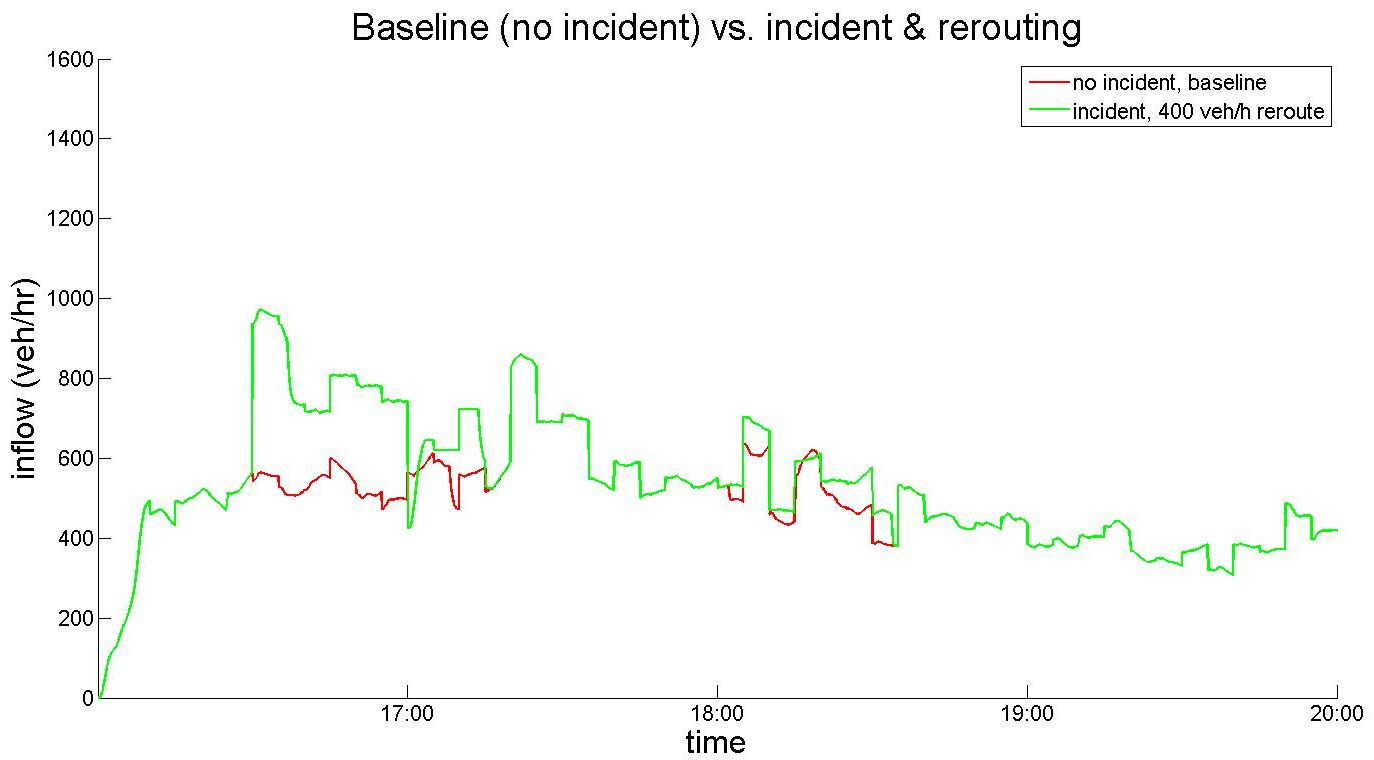 Baseline (no incident) vs. incident & rerouting
no incident, baseline
incident, 400 veh/h reroute
inflow (veh/hr)
1600
1400
1200
1000
800
600
400
200
0
17:00 18:00 19:00 20:00
time